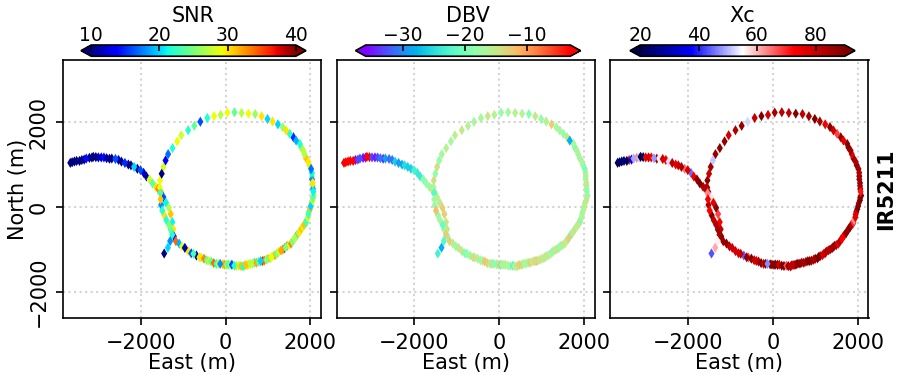 SNR DBV Xc
10 20 30 40 −30 −20 −10 20 40 60 80
2000
0
−2000
North (m)
IR5211
−2000 0 2000 −2000 0 2000 −2000 0 2000
East (m) East (m) East (m)